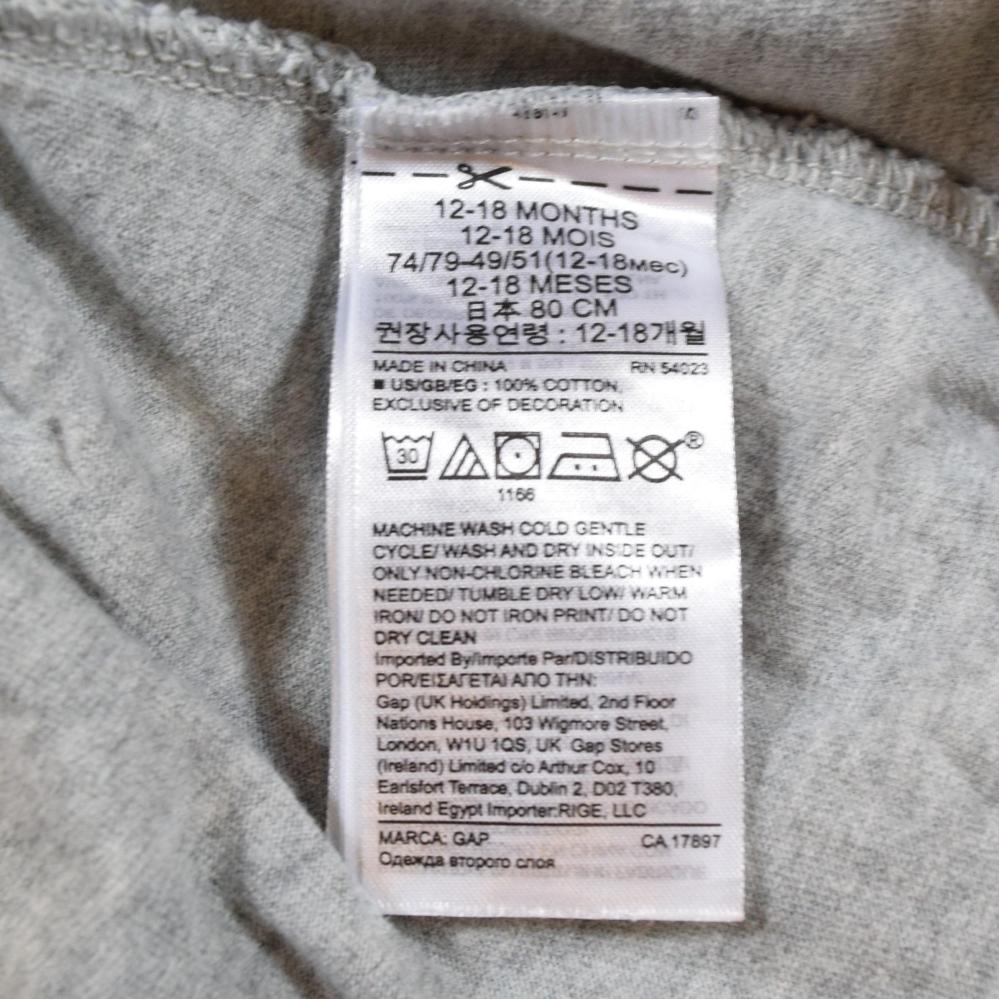 12-18 MONTHS
12-18 MOIS
74/79-49/51(12-18мес)
12-18 MESES
日本 80 CM
권장사용연령 : 12-18개월
MADE IN CHINA RN 54023
■ US/GB/EG : 100% COTTON,
EXCLUSIVE OF DECORATION
30 ®
1166
MACHINE WASH COLD GENTLE
CYCLE/ WASH AND DRY INSIDE OUT/
ONLY NON-CHLORINE BLEACH WHEN
NEEDED/ TUMBLE DRY LOW/ WARM
IRON/ DO NOT IRON PRINT/ DO NOT
DRY CLEAN
Imported By/Importe Par/DISTRIBUIDO
POR/ΕΙΣΑΓΕΤΑΙ ΑΠΟ ΤΗΝ:
Gap (UK Holdings) Limited, 2nd Floor
Nations House, 103 Wigmore Street,
London, W1U 1QS, UK Gap Stores
(Ireland) Limited c/o Arthur Cox, 10
Earlsfort Terrace, Dublin 2, D02 T380,
Ireland Egypt Importer:RIGE, LLC
MARCA: GAP CA 17897
Одежда второго слоя